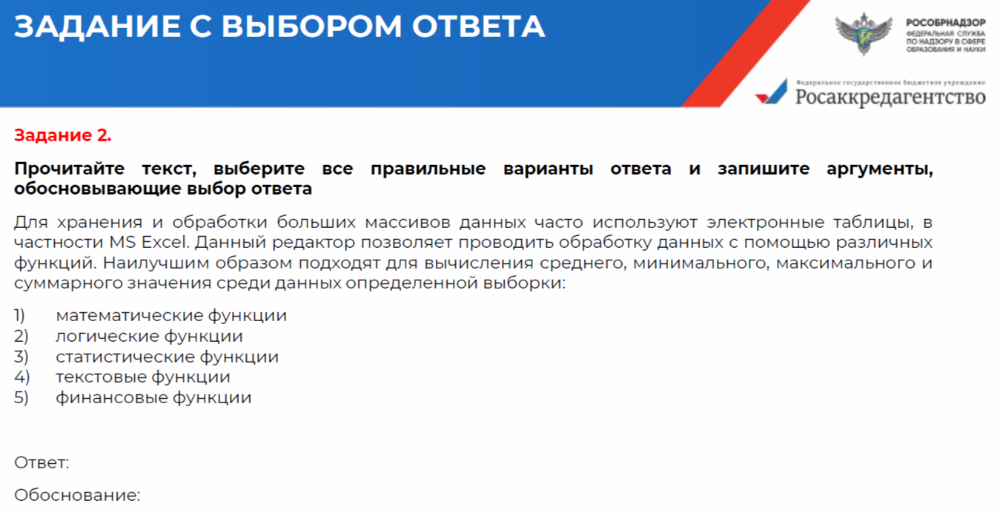 ЗАДАНИЕ С ВЫБОРОМ ОТВЕТА
РОСОБРНАДЗОР
ФЕДЕРАЛЬНАЯ СЛУЖБА
ПО НАДЗОРУ В СФЕРЕ
ОБРАЗОВАНИЯ И НАУКИ
Федеральное государственное бюджетное учреждение
Росаккредагентство
Задание 2.
Прочитайте текст, выберите все правильные варианты ответа и запишите аргументы,
обосновывающие выбор ответа
Для хранения и обработки больших массивов данных часто используют электронные таблицы, в
частности MS Excel. Данный редактор позволяет проводить обработку данных с помощью различных
функций. Наилучшим образом подходят для вычисления среднего, минимального, максимального и
суммарного значения среди данных определенной выборки:
1) математические функции
2) логические функции
3) статистические функции
4) текстовые функции
5) финансовые функции
Ответ:
Обоснование: